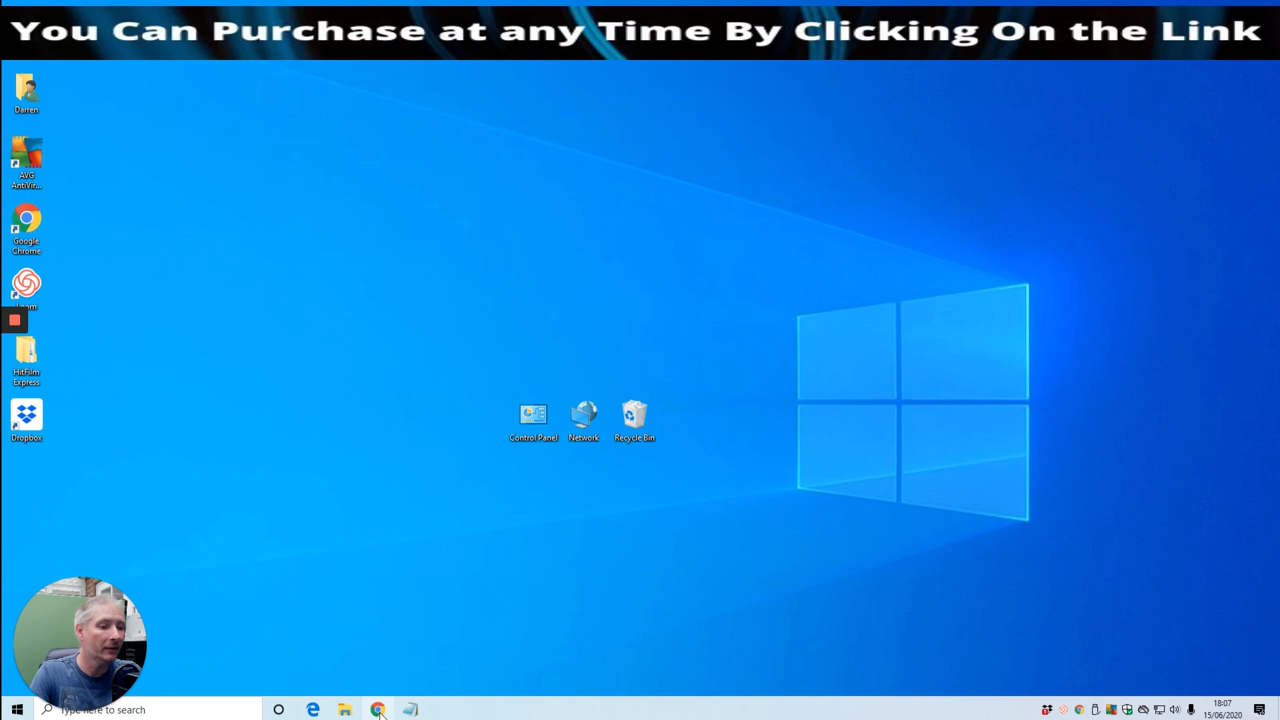 You Can Purchase at any Time By Clicking On the Link
Darren
AVG
AntiVir...
Google
Chrome
HitFilm
Express
Dropbox
Control Panel
Network
Recycle Bin
Type here to search
18:07
15/06/2020